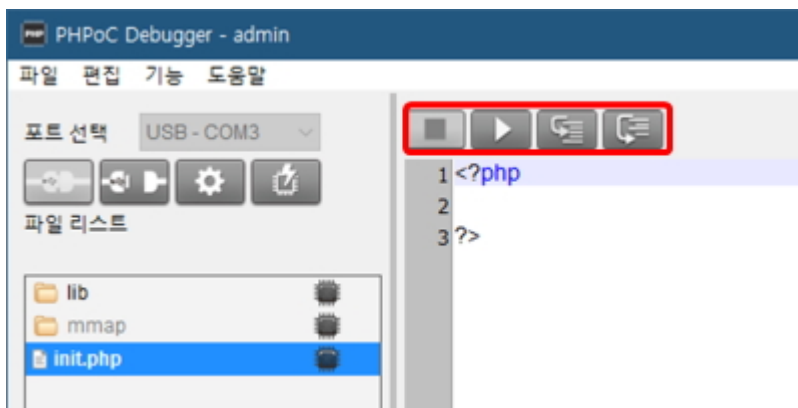 PHP PHPoC Debugger - admin
파일 편집 기능 도움말
포트 선택 USB - COM3
파일 리스트
lib
mmap
init.php
1 <?php
2
3 ?>